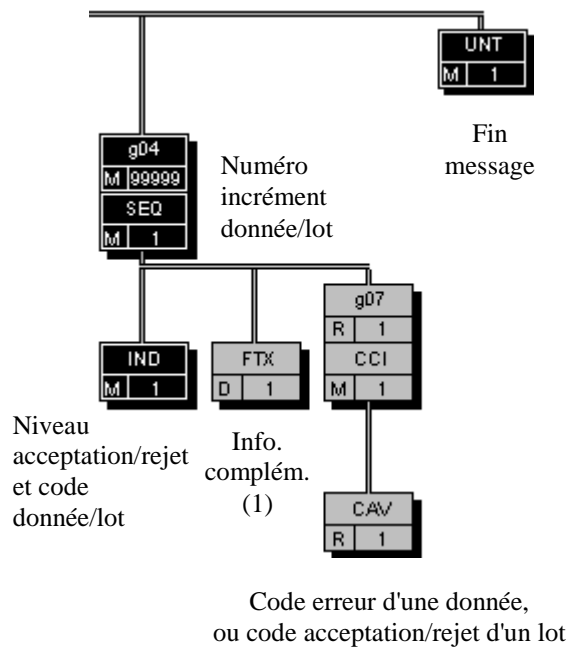 UNT
M 1
Fin
message
g04
M 99999
SEQ
M 1
Numéro
incrément
donnée/lot
IND
M 1
FTX
D 1
g07
R 1
CCI
M 1
Niveau
acceptation/rejet
et code
donnée/lot
Info.
complém.
(1)
CAV
R 1
Code erreur d'une donnée,
ou code acceptation/rejet d'un lot